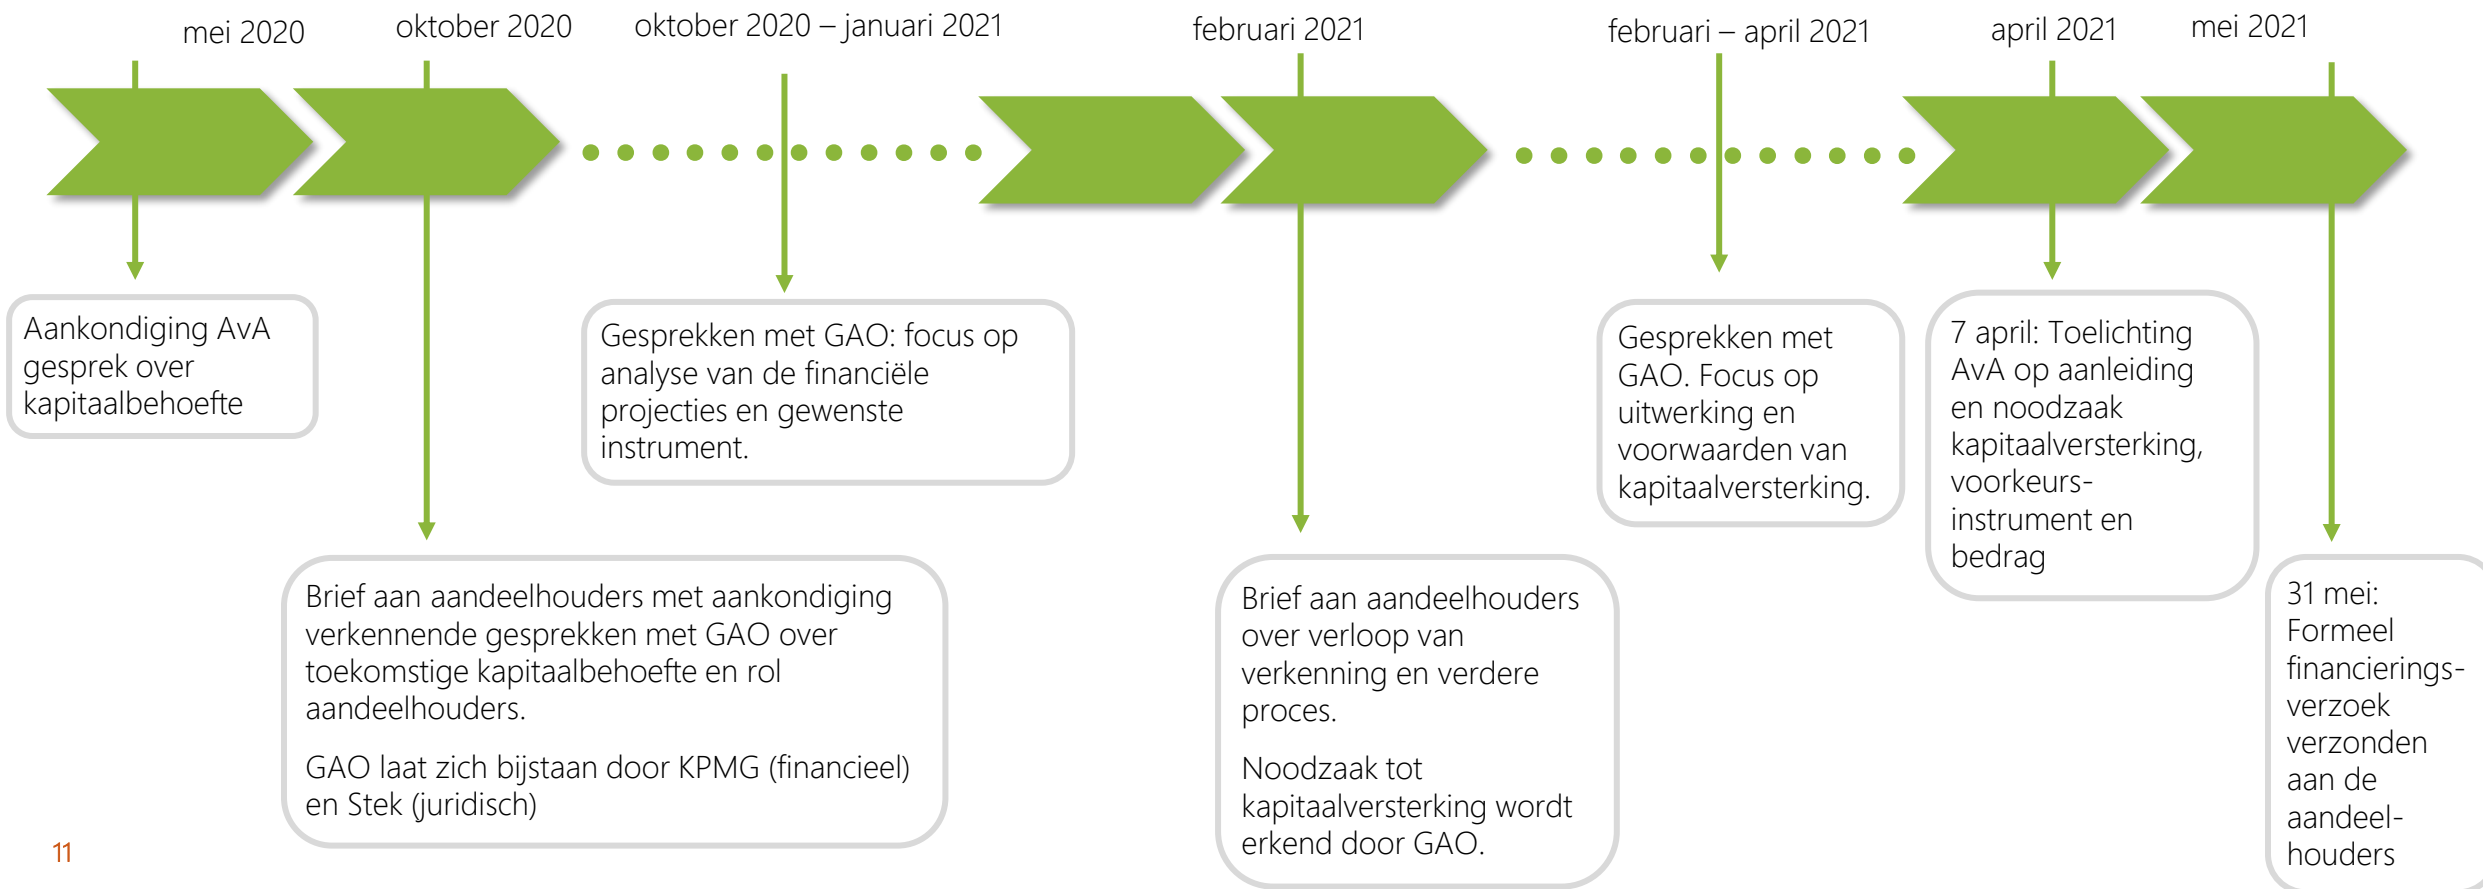 mei 2020
oktober 2020
oktober 2020 – januari 2021
februari 2021
februari – april 2021
april 2021
mei 2021
Aankondiging AvA
gesprek over
kapitaalbehoefte
Brief aan aandeelhouders met aankondiging
verkennende gesprekken met GAO over
toekomstige kapitaalbehoefte en rol
aandeelhouders.
GAO laat zich bijstaan door KPMG (financieel)
en Stek (juridisch)
Gesprekken met GAO: focus op
analyse van de financiële
projecties en gewenste
instrument.
Brief aan aandeelhouders
over verloop van
verkenning en verdere
proces.
Noodzaak tot
kapitaalversterking wordt
erkend door GAO.
Gesprekken met
GAO. Focus op
uitwerking en
voorwaarden van
kapitaalversterking.
7 april: Toelichting
AvA op aanleiding
en noodzaak
kapitaalversterking,
voorkeurs-
instrument en
bedrag
31 mei:
Formeel
financierings-
verzoek
verzonden
aan de
aandeel-
houders
11